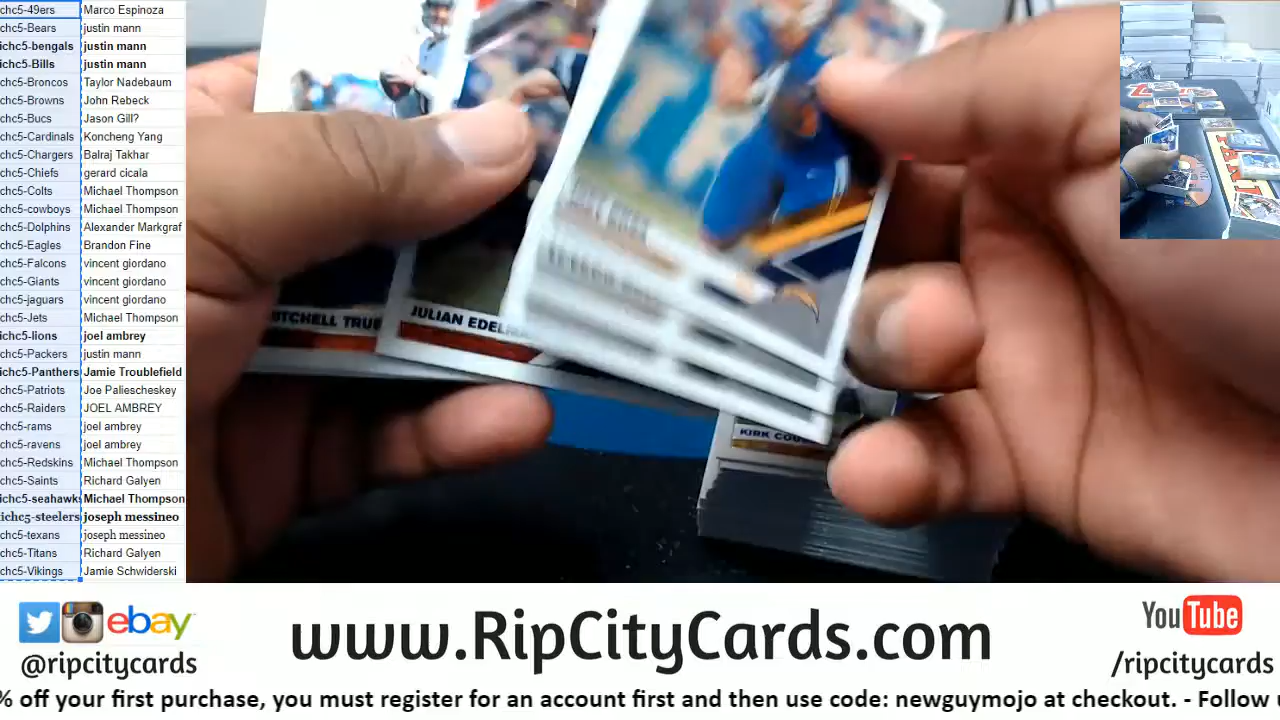 chc5-49ers Marco Espinoza
chc5-Bears justin mann
ichc5-bengals justin mann
ichc5-Bills justin mann
chc5-Broncos Taylor Nadebaum
chc5-Browns John Rebeck
chc5-Bucs Jason Gill?
chc5-Cardinals Koncheng Yang
chc5-Chargers Balraj Takhar
chc5-Chiefs gerard cicala
chc5-Colts Michael Thompson
chc5-cowboys Michael Thompson
chc5-Dolphins Alexander Markgraf
chc5-Eagles Brandon Fine
chc5-Falcons vincent giordano
chc5-Giants vincent giordano
chc5-jaguars vincent giordano
chc5-Jets Michael Thompson
ichc5-lions joel ambrey
chc5-Packers justin mann
ichc5-Panthers Jamie Troublefield
chc5-Patriots Joe Paliescheskey
chc5-Raiders JOEL AMBREY
chc5-rams joel ambrey
chc5-ravens joel ambrey
chc5-Redskins Michael Thompson
chc5-Saints Richard Galyen
ichc5-seahawks Michael Thompson
ichc5-steelers joseph messineo
chc5-texans joseph messineo
chc5-Titans Richard Galyen
chc5-Vikings Jamie Schwiderski
TCHELL TRUB
JULIAN EDEL
KIRK COUS
ebay
@ripcitycards
www.RipCityCards.com
YouTube
/ripcitycards
% off your first purchase, you must register for an account first and then use code: newguymojo at checkout. - Follow u